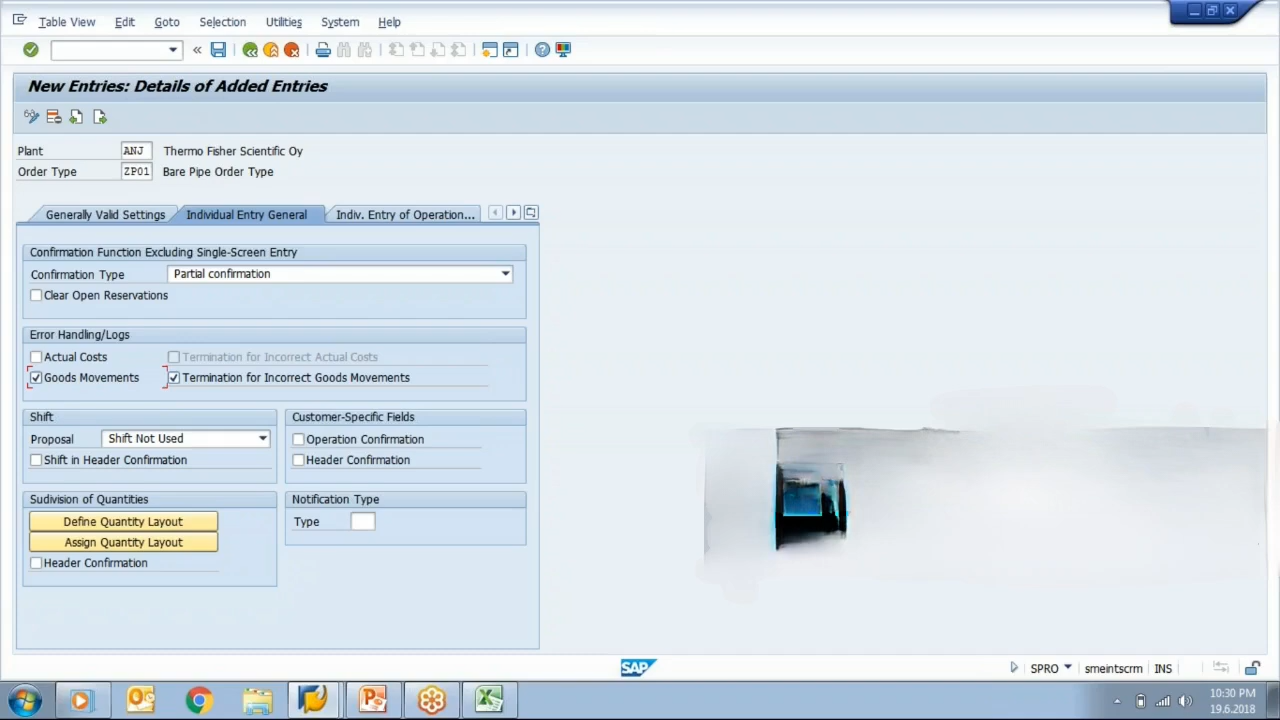 Table View Edit Goto Selection Utilities System Help
New Entries: Details of Added Entries
Plant ANJ Thermo Fisher Scientific Oy
Order Type ZP01 Bare Pipe Order Type
Generally Valid Settings Individual Entry General Indiv. Entry of Operation...
Confirmation Function Excluding Single-Screen Entry
Confirmation Type Partial confirmation
Clear Open Reservations
Error Handling/Logs
Actual Costs Termination for Incorrect Actual Costs
Goods Movements Termination for Incorrect Goods Movements
Shift Customer-Specific Fields
Proposal Shift Not Used Operation Confirmation
Shift in Header Confirmation Header Confirmation
Sudivision of Quantities Notification Type
Define Quantity Layout Type
Assign Quantity Layout
Header Confirmation
SAP SPRO smeintscrm INS
10:30 PM
19.6.2018